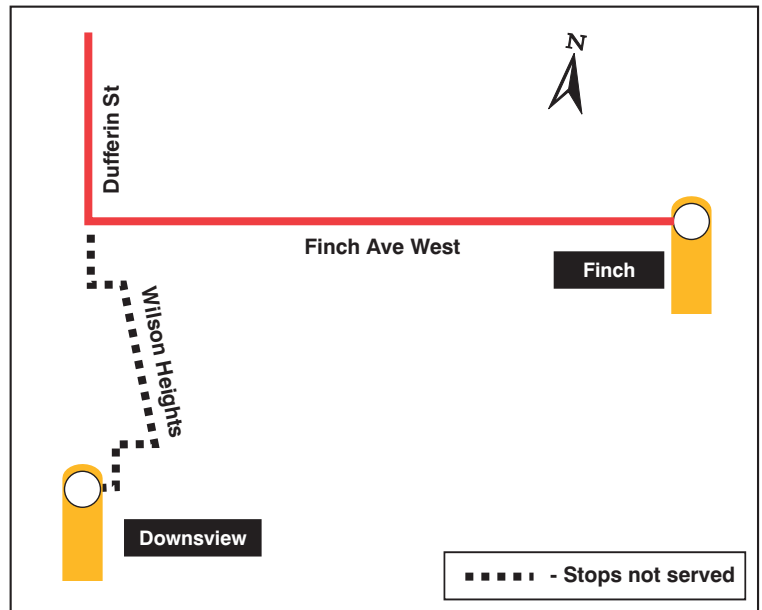 N
Dufferin St
Finch Ave West
Finch
Wilson Heights
Downsview
- Stops not served